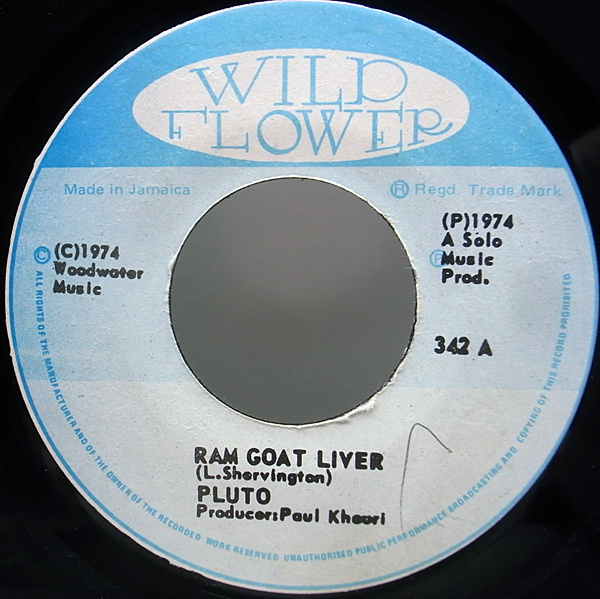 WILD
FLOWER
Made in Jamaica
® Regd. Trade Mark
© (C)1974
Woodwater
Music
(P)1974
A Solo
Ⓟ Music
Prod.
342 A
RAM GOAT LIVER
(L.Shervington)
PLUTO
Producer:Paul Khouri
ALL RIGHTS OF THE MANUFACTURER AND OF THE OWNER OF THE RECORDED WORK RESERVED UNAUTHORISED PUBLIC PERFORMANCE BROADCASTING AND COPYING OF THIS RECORD PROHIBITED